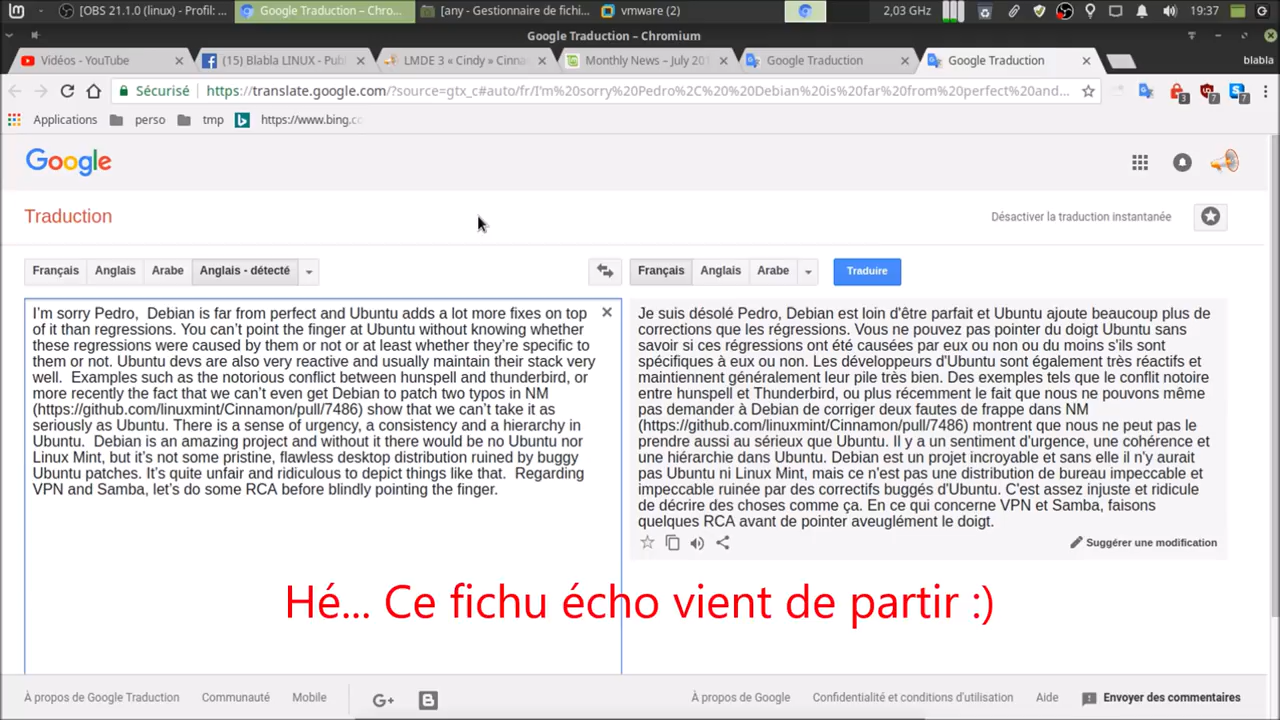 [OBS 21.1.0 (linux) - Profil: ...
Google Traduction – Chro...
[any - Gestionnaire de fichi...
vmware (2)
2,03 GHz
19:37
Google Traduction – Chromium
Vidéos - YouTube
(15) Blabla LINUX - Pub
LMDE 3 « Cindy » Cinna
Monthly News – July 201
Google Traduction
Google Traduction
blabla
Sécurisé
https://translate.google.com/?source=gtx_c#auto/fr/I'm%20sorry%20Pedro%2C%20%20Debian%20is%20far%20from%20perfect%20and...
3
7
7
Applications
perso
tmp
https://www.bing.co
Google
Traduction
Désactiver la traduction instantanée
Français
Anglais
Arabe
Anglais - détecté
Français
Anglais
Arabe
Traduire
I’m sorry Pedro,  Debian is far from perfect and Ubuntu adds a lot more fixes on top
of it than regressions. You can’t point the finger at Ubuntu without knowing whether
these regressions were caused by them or not or at least whether they’re specific to
them or not. Ubuntu devs are also very reactive and usually maintain their stack very
well.  Examples such as the notorious conflict between hunspell and thunderbird, or
more recently the fact that we can’t even get Debian to patch two typos in NM
(https://github.com/linuxmint/Cinnamon/pull/7486) show that we can’t take it as
seriously as Ubuntu. There is a sense of urgency, a consistency and a hierarchy in
Ubuntu.  Debian is an amazing project and without it there would be no Ubuntu nor
Linux Mint, but it’s not some pristine, flawless desktop distribution ruined by buggy
Ubuntu patches. It’s quite unfair and ridiculous to depict things like that.  Regarding
VPN and Samba, let’s do some RCA before blindly pointing the finger.
Je suis désolé Pedro, Debian est loin d'être parfait et Ubuntu ajoute beaucoup plus de
corrections que les régressions. Vous ne pouvez pas pointer du doigt Ubuntu sans
savoir si ces régressions ont été causées par eux ou non ou du moins s'ils sont
spécifiques à eux ou non. Les développeurs d'Ubuntu sont également très réactifs et
maintiennent généralement leur pile très bien. Des exemples tels que le conflit notoire
entre hunspell et Thunderbird, ou plus récemment le fait que nous ne pouvons même
pas demander à Debian de corriger deux fautes de frappe dans NM
(https://github.com/linuxmint/Cinnamon/pull/7486) montrent que nous ne peut pas le
prendre aussi au sérieux que Ubuntu. Il y a un sentiment d'urgence, une cohérence et
une hiérarchie dans Ubuntu. Debian est un projet incroyable et sans elle il n'y aurait
pas Ubuntu ni Linux Mint, mais ce n'est pas une distribution de bureau impeccable et
impeccable ruinée par des correctifs buggés d'Ubuntu. C'est assez injuste et ridicule
de décrire des choses comme ça. En ce qui concerne VPN et Samba, faisons
quelques RCA avant de pointer aveuglément le doigt.
Suggérer une modification
Hé... Ce fichu écho vient de partir :)
À propos de Google Traduction
Communauté
Mobile
G+
À propos de Google
Confidentialité et conditions d'utilisation
Aide
Envoyer des commentaires